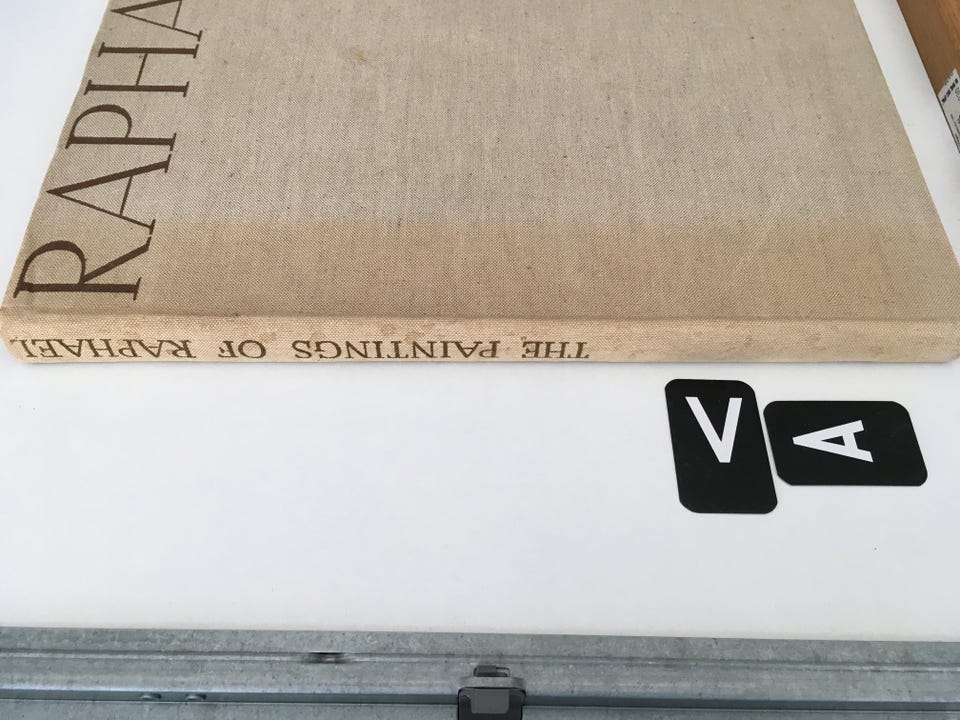 RAPHA
THE PAINTINGS OF RAPHAEL
V
A